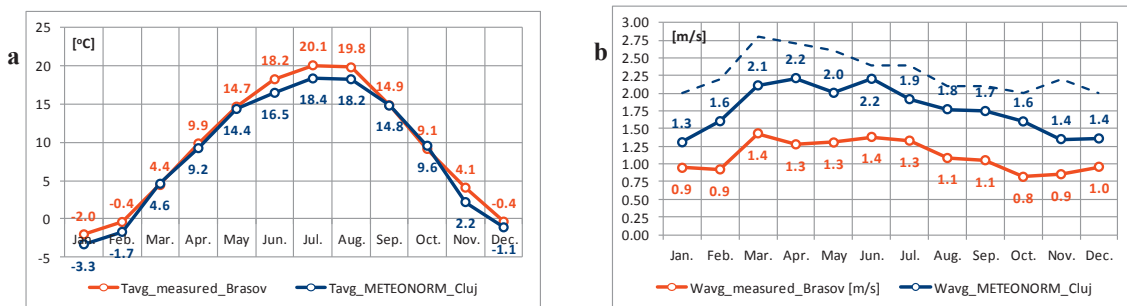 a
[°C]
25
20
15
10
5
0
-5
-2.0 -0.4 4.4 9.9 14.7 18.2 20.1 19.8 14.9 9.1 4.1 -0.4
-3.3 -1.7 4.6 9.2 14.4 16.5 18.4 18.2 14.8 9.6 2.2 -1.1
Jan. Feb. Mar. Apr. May Jun. Jul. Aug. Sep. Oct. Nov. Dec.
Tavg_measured_Brasov Tavg_METEONORM_Cluj
b
[m/s]
3.00
2.75
2.50
2.25
2.00
1.75
1.50
1.25
1.00
0.75
0.50
0.25
0.00
1.3 1.6 2.1 2.2 2.0 2.2 1.9 1.8 1.7 1.6 1.4 1.4
0.9 0.9 1.4 1.3 1.3 1.4 1.3 1.1 1.1 0.8 0.9 1.0
Jan. Feb. Mar. Apr. May Jun. Jul. Aug. Sep. Oct. Nov. Dec.
Wavg_measured_Brasov [m/s] Wavg_METEONORM_Cluj